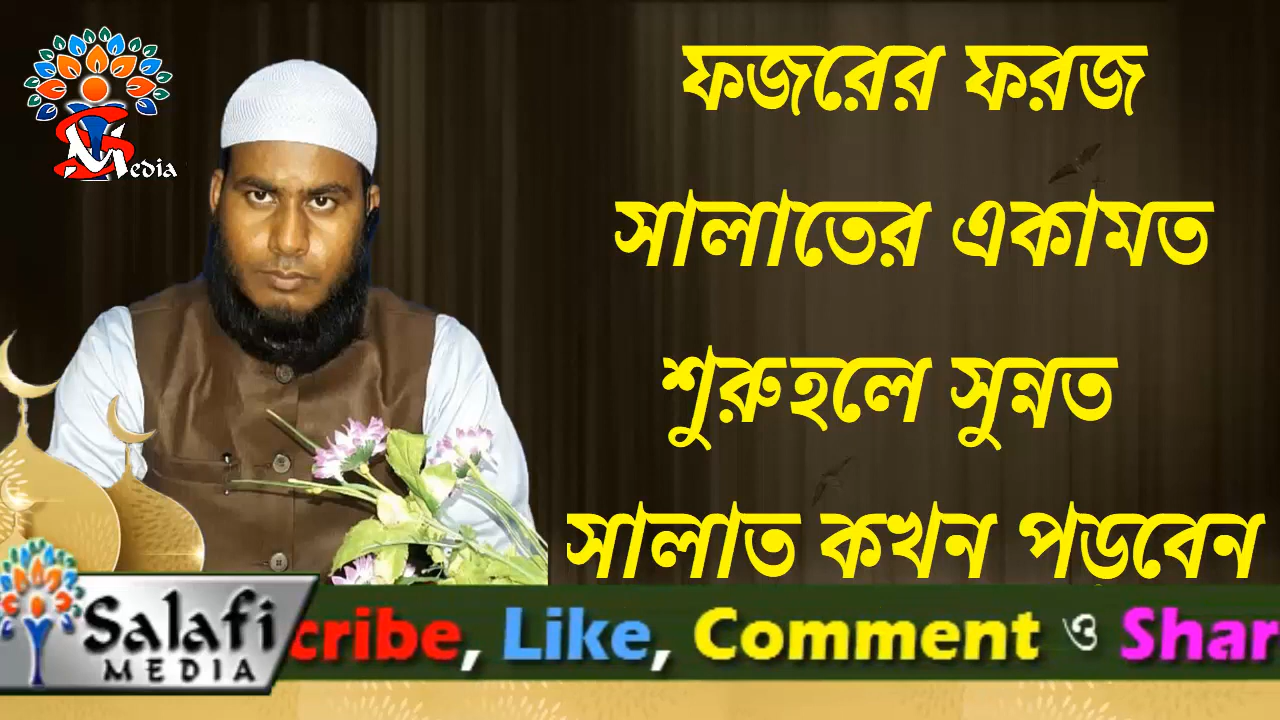 Media
ফজরের ফরজ
সালাতের একামত
শুরুহলে সুন্নত
সালাত কখন পড়বেন
Salafi
MEDIA
cribe, Like, Comment ও Shar